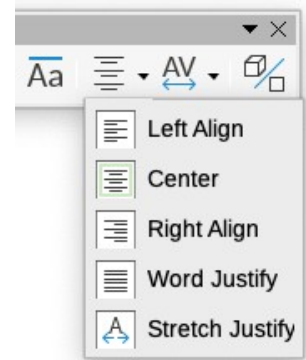 Aa
AV
Left Align
Center
Right Align
Word Justify
A
Stretch Justify